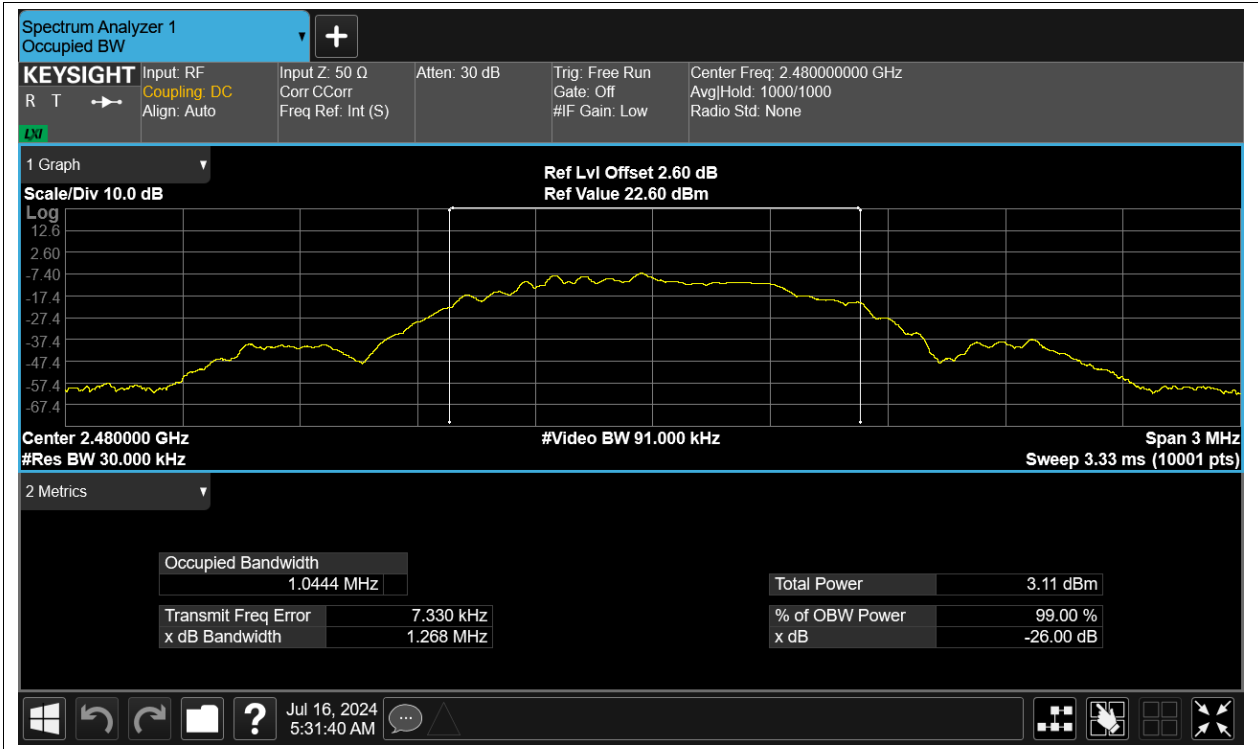 Spectrum Analyzer 1
Occupied BW
KEYSIGHT
R T
LXI
Input: RF
Coupling: DC
Align: Auto
Input Z: 50 Ω
Corr CCorr
Freq Ref: Int (S)
Atten: 30 dB
Trig: Free Run
Gate: Off
#IF Gain: Low
Center Freq: 2.480000000 GHz
Avg|Hold: 1000/1000
Radio Std: None
1 Graph
Scale/Div 10.0 dB
Ref Lvl Offset 2.60 dB
Ref Value 22.60 dBm
Log
12.6
2.60
-7.40
-17.4
-27.4
-37.4
-47.4
-57.4
-67.4
Center 2.480000 GHz
#Res BW 30.000 kHz
#Video BW 91.000 kHz
Span 3 MHz
Sweep 3.33 ms (10001 pts)
2 Metrics
Occupied Bandwidth
1.0444 MHz
Transmit Freq Error 7.330 kHz
x dB Bandwidth 1.268 MHz
Total Power 3.11 dBm
% of OBW Power 99.00 %
x dB -26.00 dB
?
Jul 16, 2024
5:31:40 AM